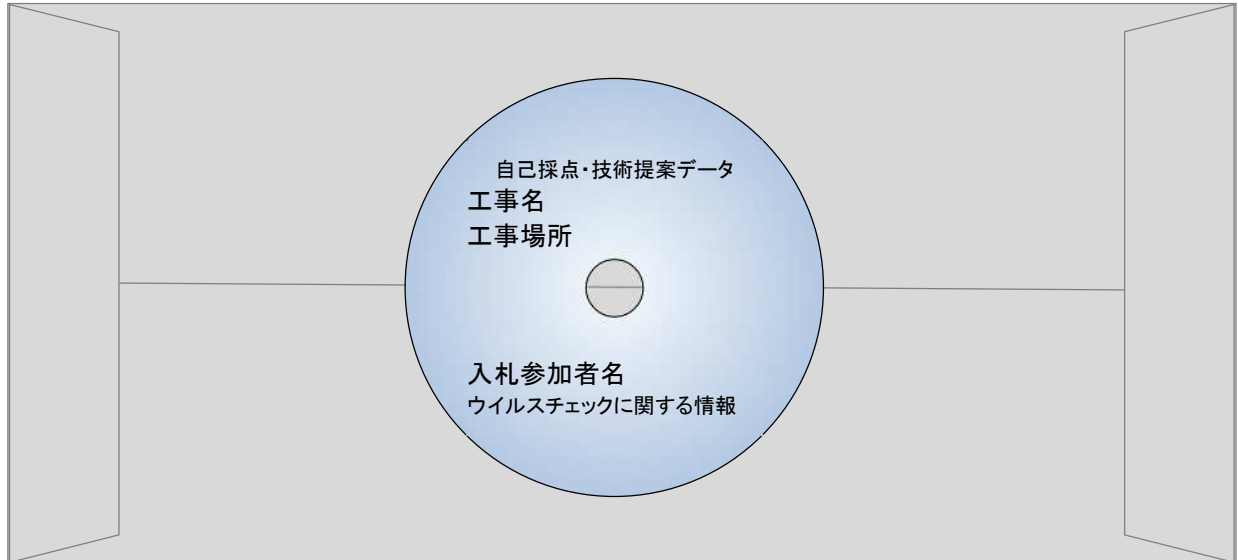 自己採点・技術提案データ
工事名
工事場所
入札参加者名
ウイルスチェックに関する情報